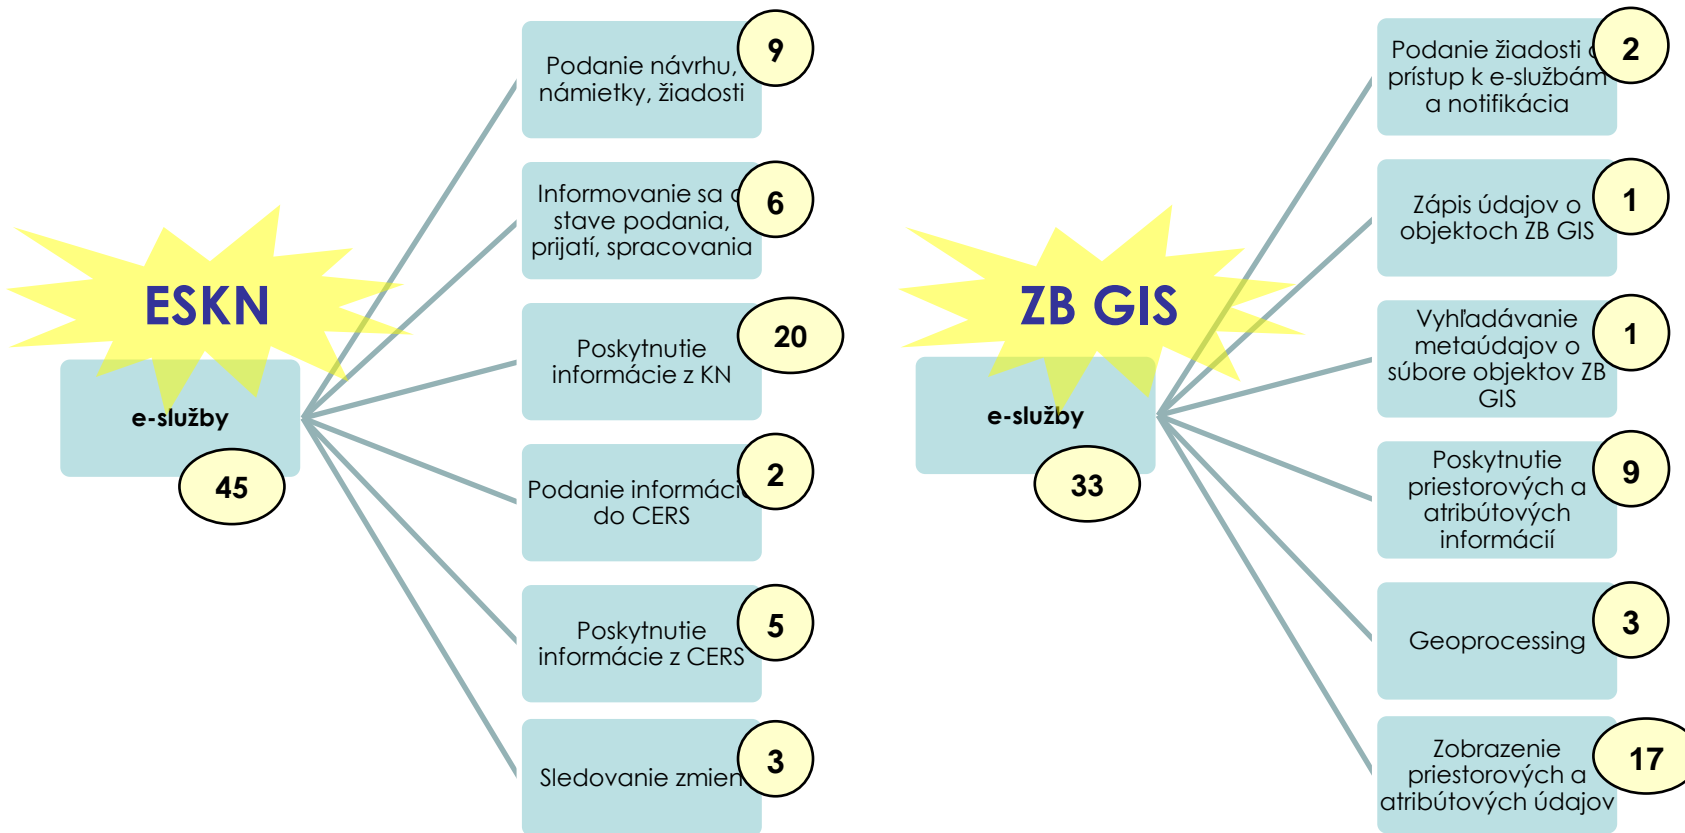 ESKN
e-služby
45
Podanie návrhu,
námietky, žiadosti
9
Informovanie sa o
stave podania,
prijatí, spracovania
6
Poskytnutie
informácie z KN
20
Podanie informácie
do CERS
2
Poskytnutie
informácie z CERS
5
Sledovanie zmien
3
ZB GIS
e-služby
33
Podanie žiadosti o
prístup k e-službám
a notifikácia
2
Zápis údajov o
objektoch ZB GIS
1
Vyhľadávanie
metaúdajov o
súbore objektov ZB
GIS
1
Poskytnutie
priestorových a
atribútových
informácií
9
Geoprocessing
3
Zobrazenie
priestorových a
atribútových údajov
17